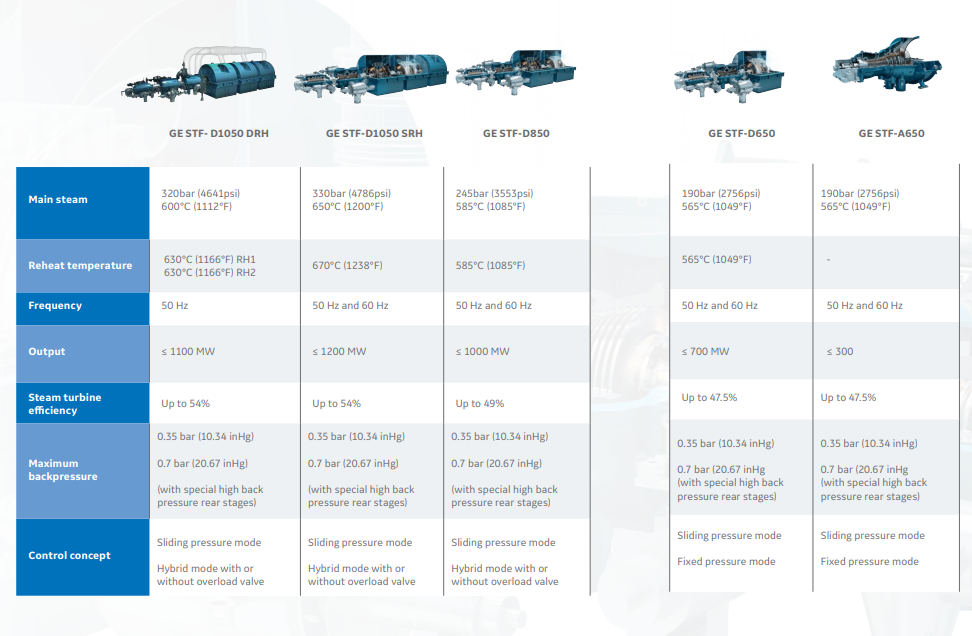 GE STF- D1050 DRH
GE STF-D1050 SRH
GE STF-D850
GE STF-D650
GE STF-A650
Main steam
320bar (4641psi)
600°C (1112°F)
330bar (4786psi)
650°C (1200°F)
245bar (3553psi)
585°C (1085°F)
190bar (2756psi)
565°C (1049°F)
190bar (2756psi)
565°C (1049°F)
Reheat temperature
630°C (1166°F) RH1
630°C (1166°F) RH2
670°C (1238°F)
585°C (1085°F)
565°C (1049°F)
-
Frequency
50 Hz
50 Hz and 60 Hz
50 Hz and 60 Hz
50 Hz and 60 Hz
50 Hz and 60 Hz
Output
≤ 1100 MW
≤ 1200 MW
≤ 1000 MW
≤ 700 MW
≤ 300
Steam turbine
efficiency
Up to 54%
Up to 54%
Up to 49%
Up to 47.5%
Up to 47.5%
Maximum
backpressure
0.35 bar (10.34 inHg)
0.7 bar (20.67 inHg)
(with special high back
pressure rear stages)
0.35 bar (10.34 inHg)
0.7 bar (20.67 inHg)
(with special high back
pressure rear stages)
0.35 bar (10.34 inHg)
0.7 bar (20.67 inHg)
(with special high back
pressure rear stages)
0.35 bar (10.34 inHg)
0.7 bar (20.67 inHg
(with special high back
pressure rear stages)
0.35 bar (10.34 inHg)
0.7 bar (20.67 inHg
(with special high back
pressure rear stages)
Control concept
Sliding pressure mode
Hybrid mode with or
without overload valve
Sliding pressure mode
Hybrid mode with or
without overload valve
Sliding pressure mode
Hybrid mode with or
without overload valve
Sliding pressure mode
Fixed pressure mode
Sliding pressure mode
Fixed pressure mode